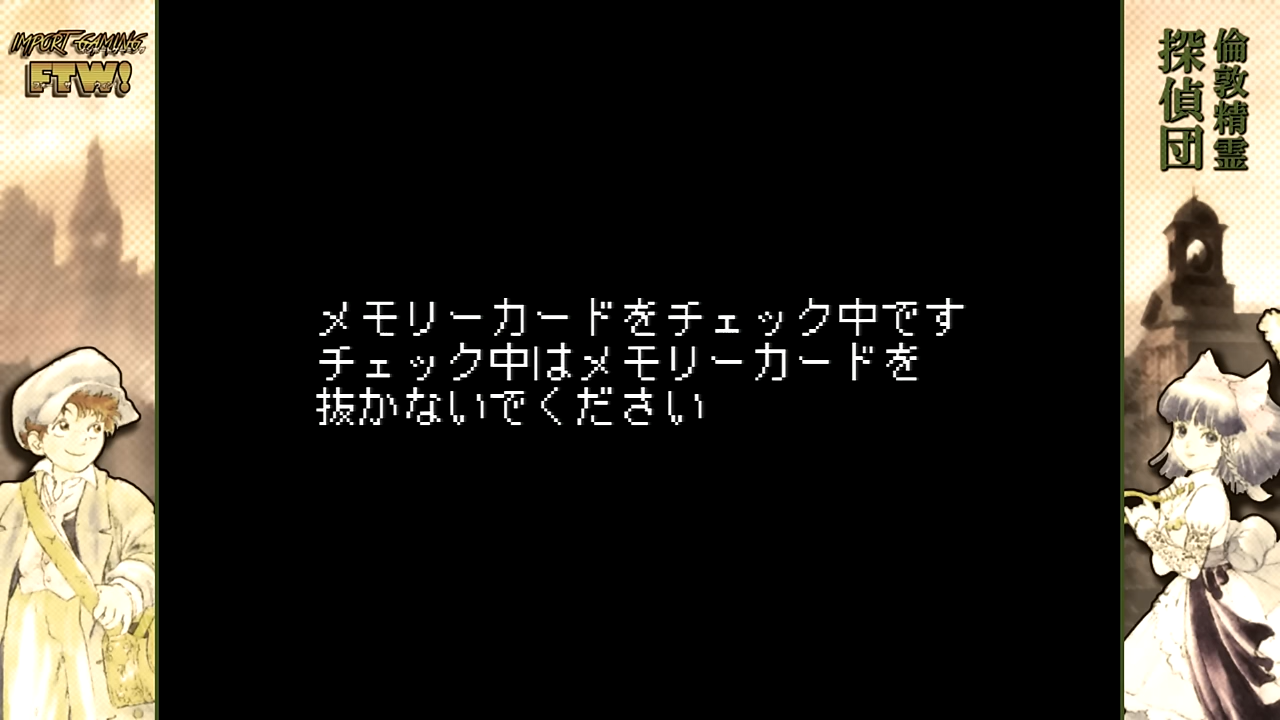 IMPORT GAMING
FTW!
メモリーカードをチェック中です
チェック中はメモリーカードを
抜かないでください
倫敦精霊
探偵団